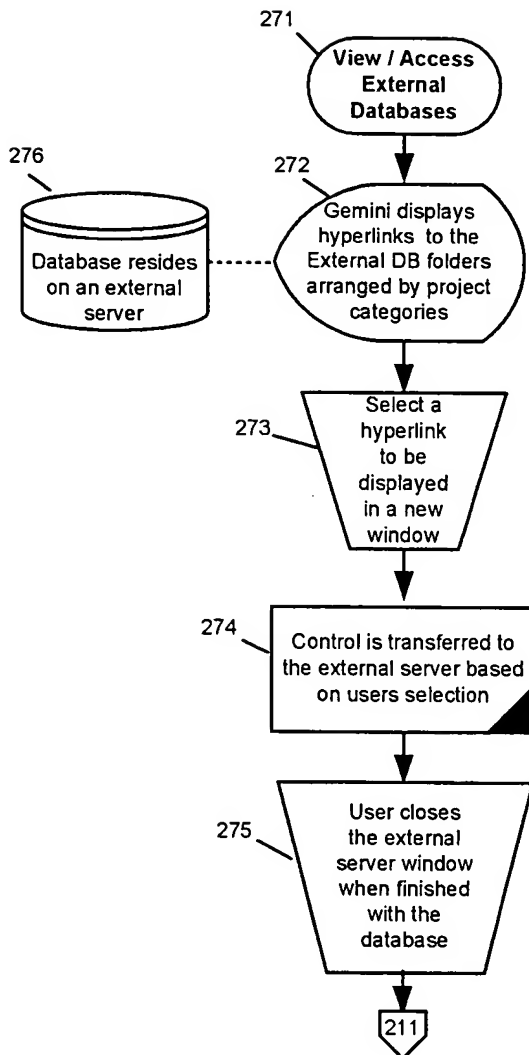 271
View / Access
External
Databases
276
272
Database resides
on an external
server
Gemini displays
hyperlinks to the
External DB folders
arranged by project
categories
273
Select a
hyperlink
to be
displayed
in a new
window
274
Control is transferred to
the external server based
on users selection
275
User closes
the external
server window
when finished
with the
database
211